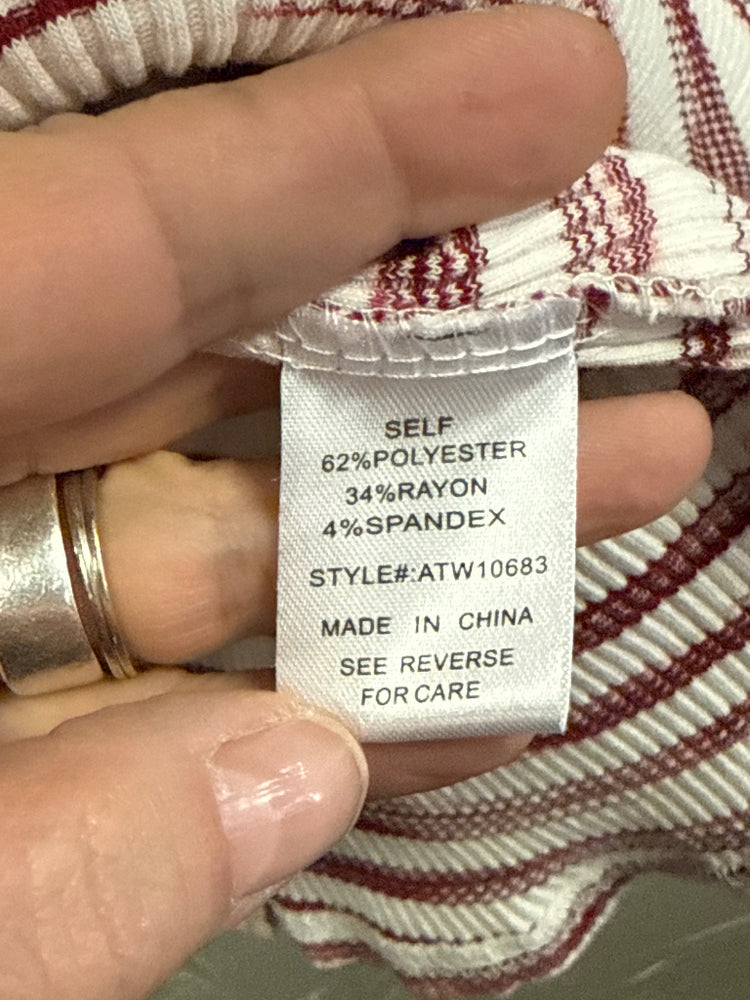 SELF
62%POLYESTER
34%RAYON
4%SPANDEX
STYLE#:ATW10683
MADE IN CHINA
SEE REVERSE
FOR CARE